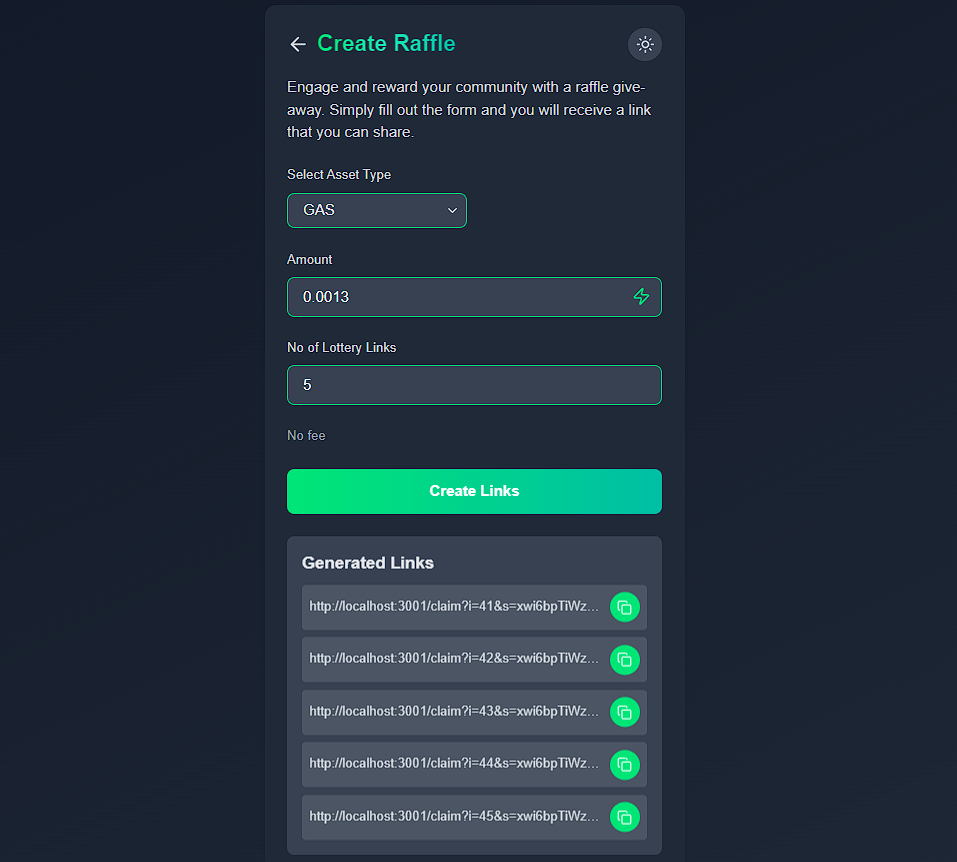 Create Raffle
Engage and reward your community with a raffle give-
away. Simply fill out the form and you will receive a link
that you can share.
Select Asset Type
GAS
Amount
0.0013
No of Lottery Links
5
No fee
Create Links
Generated Links
http://localhost:3001/claim?i=41&s=xwi6bpTiWz...
http://localhost:3001/claim?i=42&s=xwi6bpTiWz...
http://localhost:3001/claim?i=43&s=xwi6bpTiWz...
http://localhost:3001/claim?i=44&s=xwi6bpTiWz...
http://localhost:3001/claim?i=45&s=xwi6bpTiWz...